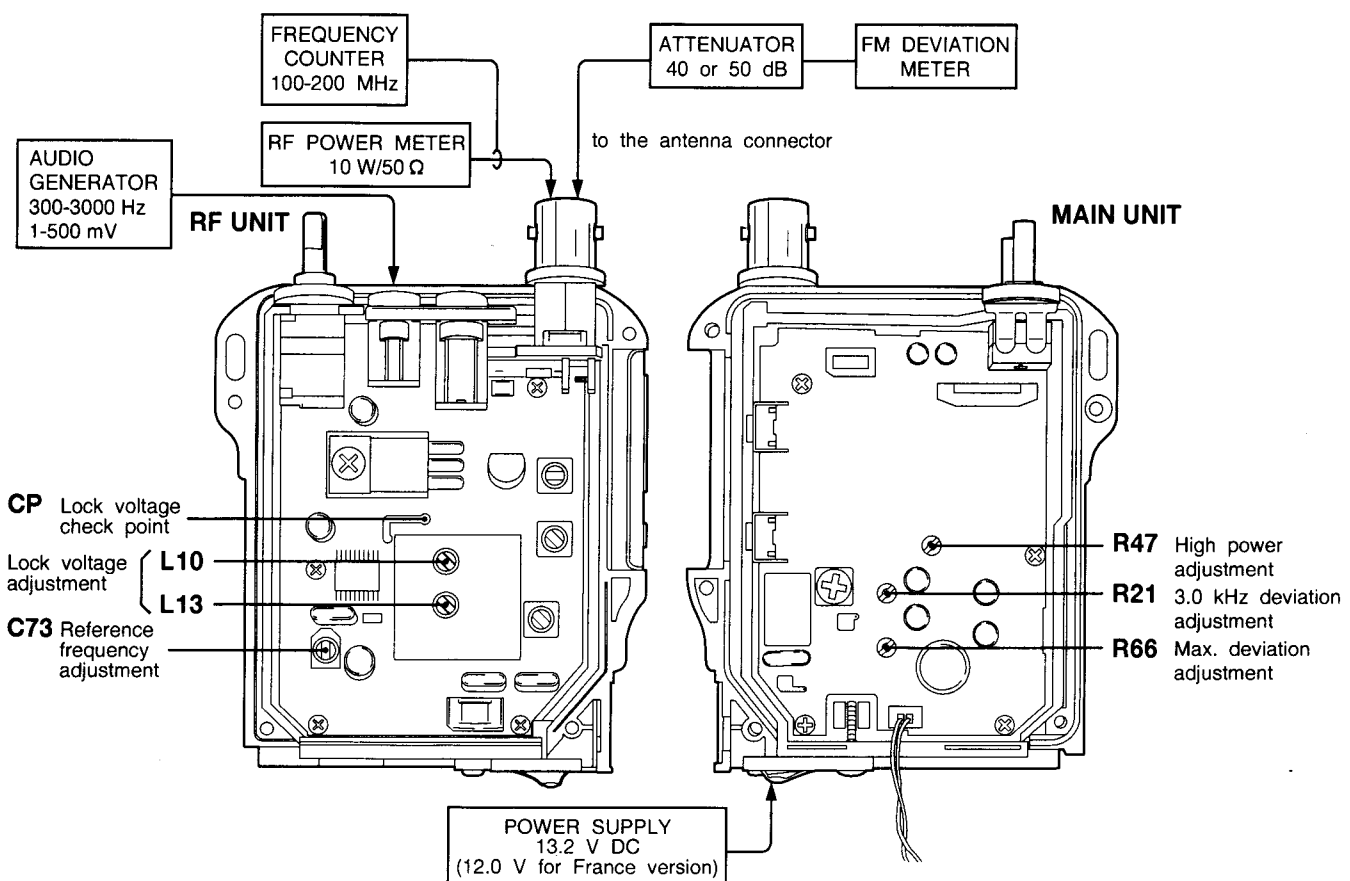 FREQUENCY
COUNTER
100-200 MHz
ATTENUATOR
40 or 50 dB
FM DEVIATION
METER
RF POWER METER
10 W/50 Ω
to the antenna connector
AUDIO
GENERATOR
300-3000 Hz
1-500 mV
RF UNIT
MAIN UNIT
CP Lock voltage
check point
Lock voltage
adjustment
L10
L13
C73 Reference
frequency
adjustment
R47 High power
adjustment
R21 3.0 kHz deviation
adjustment
R66 Max. deviation
adjustment
POWER SUPPLY
13.2 V DC
(12.0 V for France version)